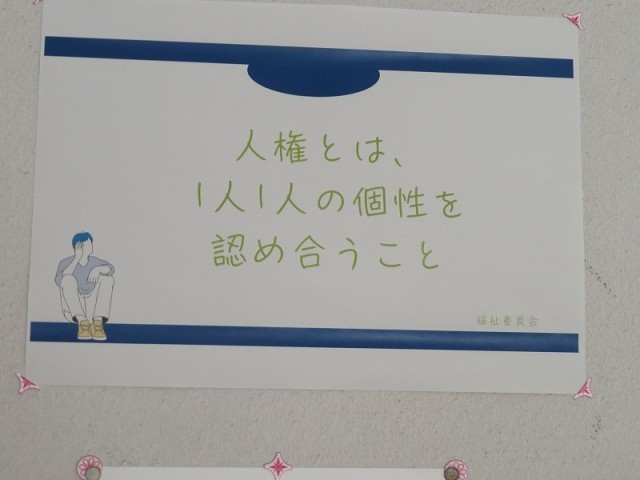 人権とは、
1人1人の個性を
認め合うこと
福祉委員会